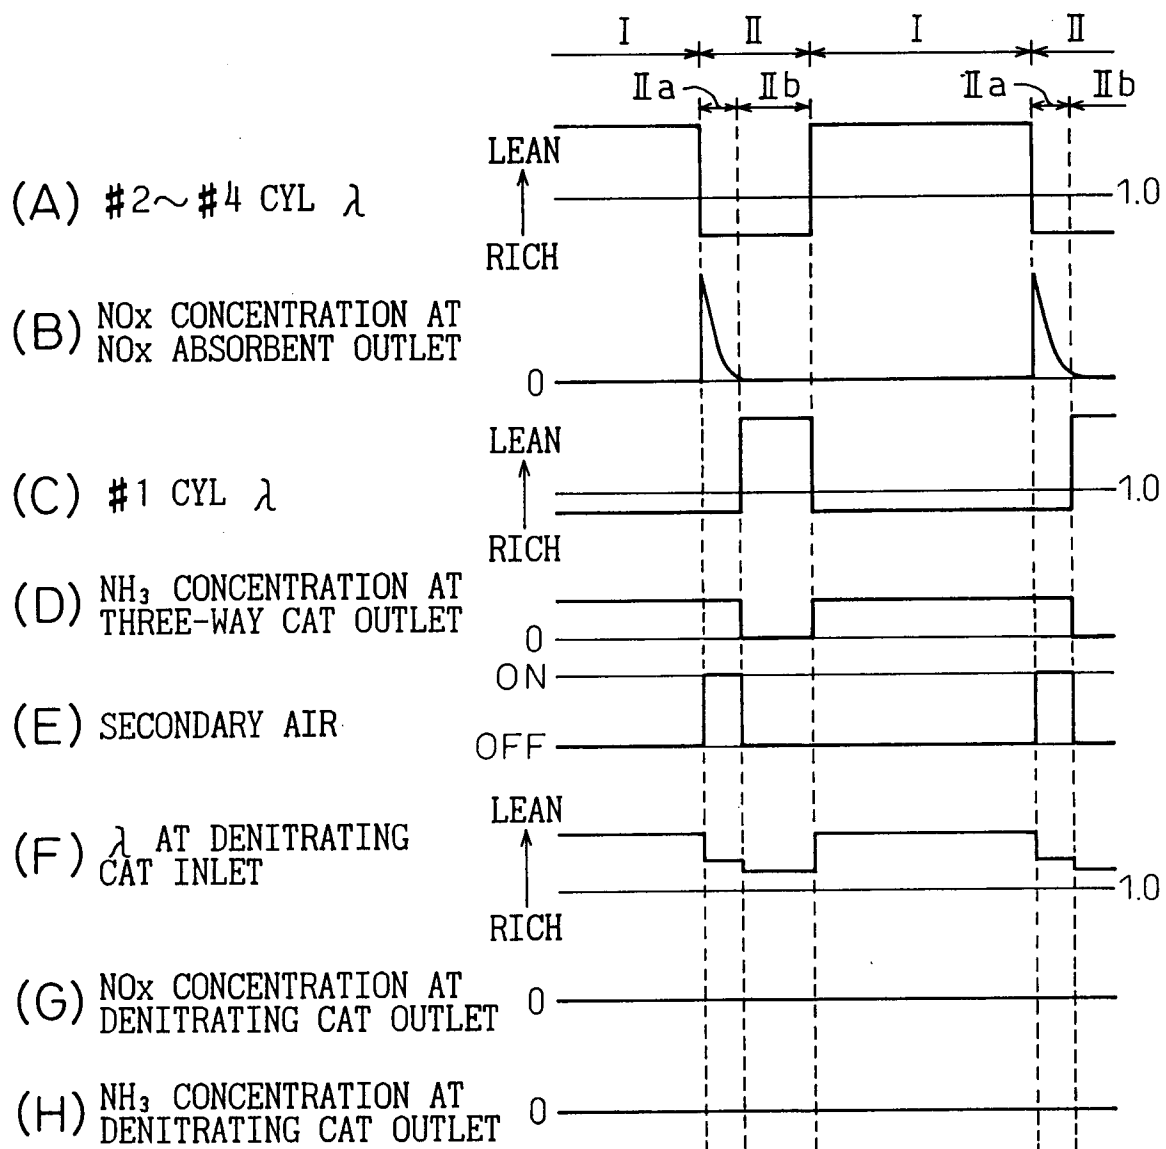 I II I II
IIa IIb IIa IIb
(A) #2~#4 CYL λ
LEAN
RICH
1.0
(B) NOx CONCENTRATION AT
NOx ABSORBENT OUTLET
0
(C) #1 CYL λ
LEAN
RICH
1.0
(D) NH₃ CONCENTRATION AT
THREE-WAY CAT OUTLET
0
(E) SECONDARY AIR
ON
OFF
(F) λ AT DENITRATING
CAT INLET
LEAN
RICH
1.0
(G) NOx CONCENTRATION AT
DENITRATING CAT OUTLET
0
(H) NH₃ CONCENTRATION AT
DENITRATING CAT OUTLET
0